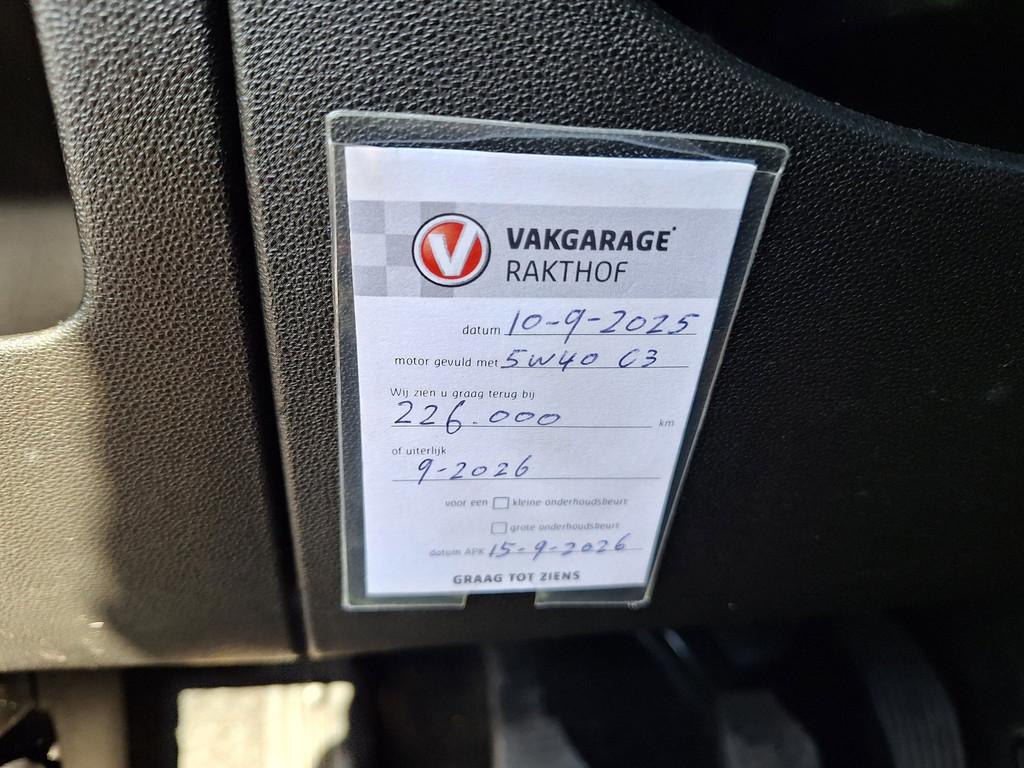 V VAKGARAGE
RAKTHOF
datum 10-9-2025
motor gevuld met 5W40 C3
Wij zien u graag terug bij
226.000 km
of uiterlijk
9-2026
voor een kleine onderhoudsbeurt
grote onderhoudsbeurt
datum APK 15-9-2026
GRAAG TOT ZIENS